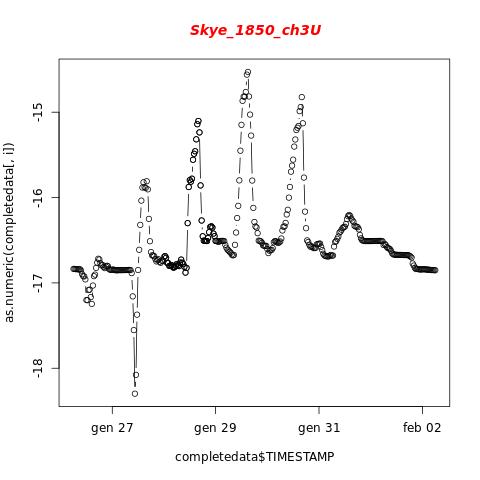 Skye_1850_ch3U
as.numeric(completedata[, i])
-15
-16
-17
-18
gen 27
gen 29
gen 31
feb 02
completedata$TIMESTAMP